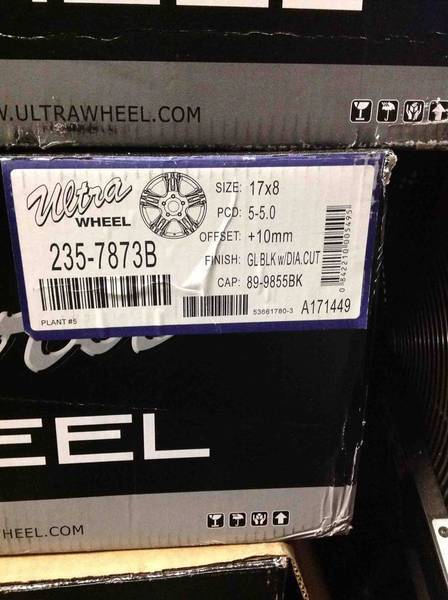 W.ULTRAWHEEL.COM
Ultra
WHEEL
235-7873B
PLANT #5
SIZE: 17x8
PCD: 5-5.0
OFFSET: +10mm
FINISH: GL BLK w/DIA.CUT
CAP: 89-9855BK
53661780-3 A171449
EEL
HEEL.COM